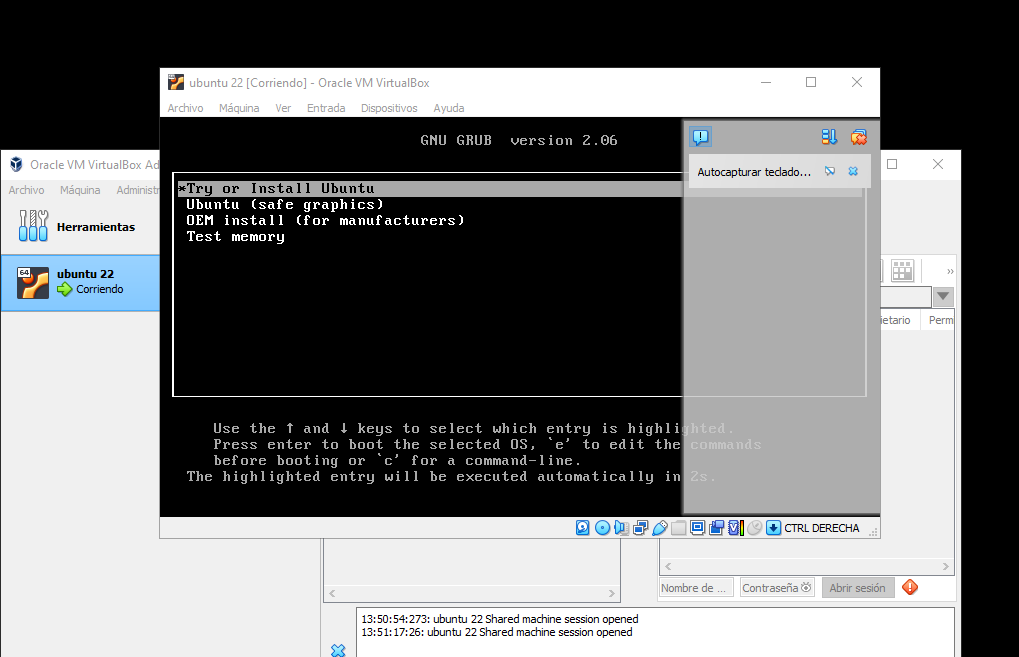 ubuntu 22 [Corriendo] - Oracle VM VirtualBox
Archivo Máquina Ver Entrada Dispositivos Ayuda
GNU GRUB version 2.06
*Try or Install Ubuntu
Ubuntu (safe graphics)
OEM install (for manufacturers)
Test memory
Use the ↑ and ↓ keys to select which entry is highlighted.
Press enter to boot the selected OS, `e' to edit the commands
before booting or `c' for a command-line.
The highlighted entry will be executed automatically in 2s.
Autocapturar teclado...
CTRL DERECHA
Oracle VM VirtualBox Ad
Archivo Máquina Administr
Herramientas
64
ubuntu 22
Corriendo
»
ietario Perm
Nombre de ... Contraseña Abrir sesión
13:50:54:273: ubuntu 22 Shared machine session opened
13:51:17:26: ubuntu 22 Shared machine session opened